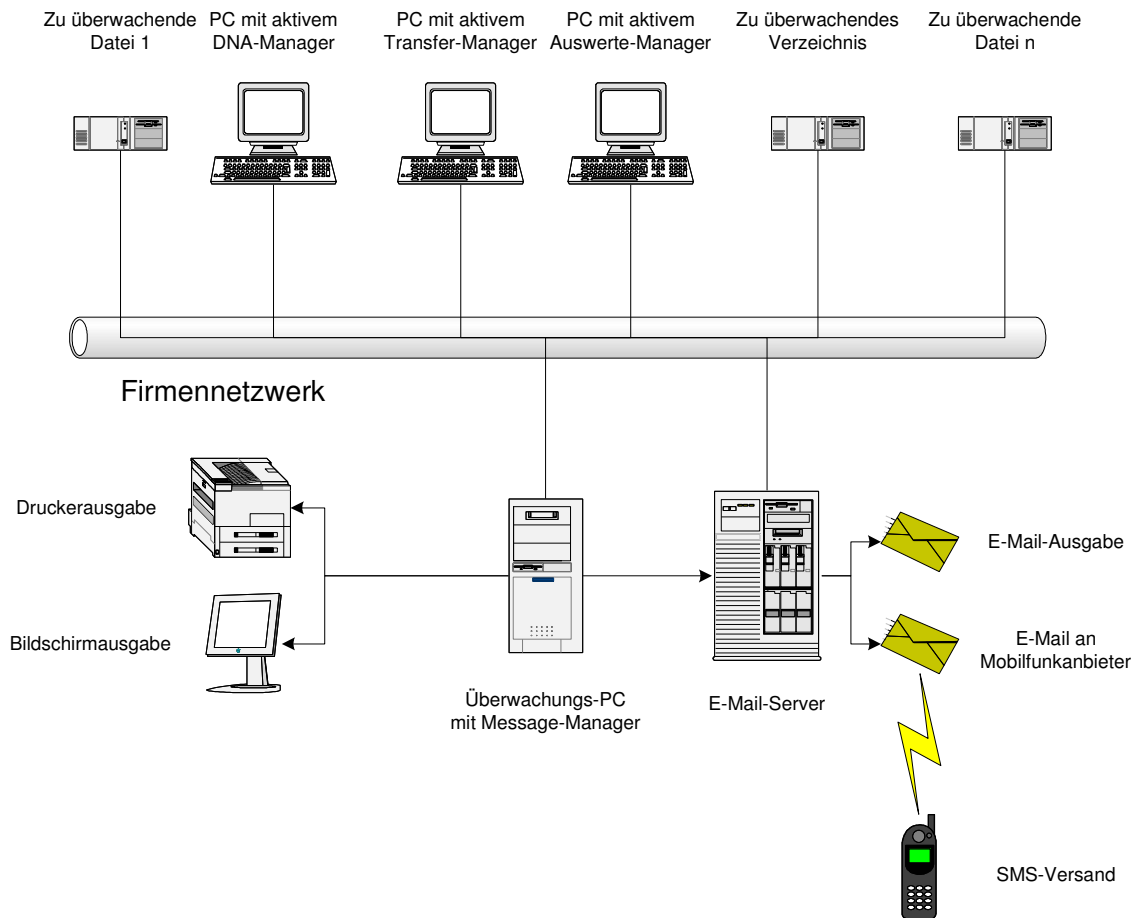 Zu überwachende
Datei 1
PC mit aktivem
DNA-Manager
PC mit aktivem
Transfer-Manager
PC mit aktivem
Auswerte-Manager
Zu überwachendes
Verzeichnis
Zu überwachende
Datei n
Firmennetzwerk
Druckerausgabe
Bildschirmausgabe
Überwachungs-PC
mit Message-Manager
E-Mail-Server
E-Mail-Ausgabe
E-Mail an
Mobilfunkanbieter
SMS-Versand